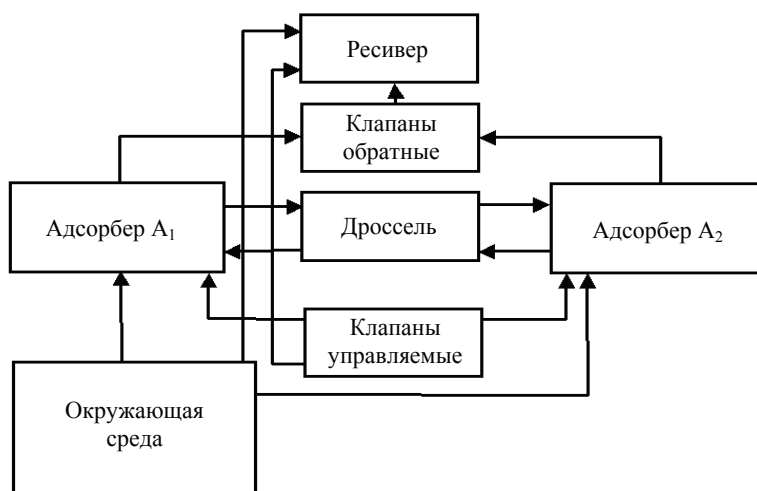 Ресивер
Клапаны
обратные
Адсорбер А₁
Дроссель
Адсорбер А₂
Клапаны
управляемые
Окружающая
среда